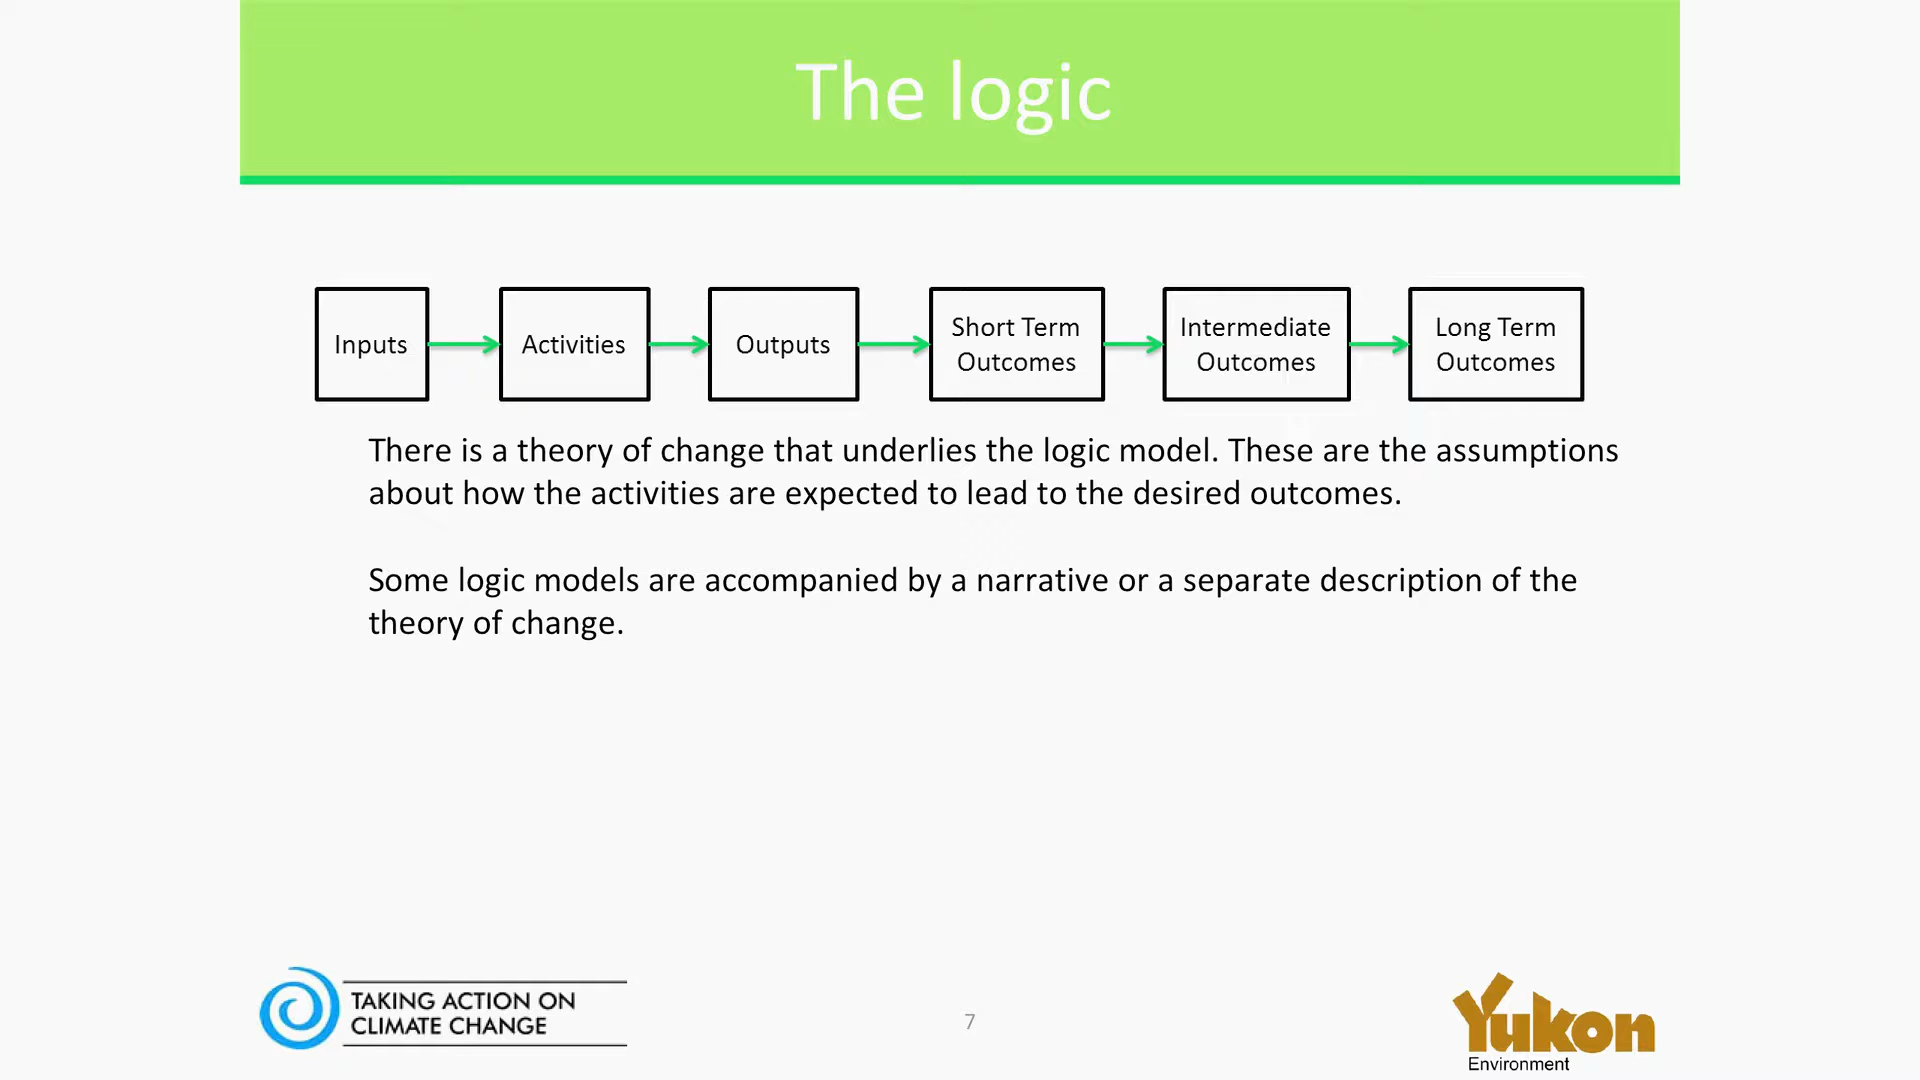 The logic
Inputs
Activities
Outputs
Short Term
Outcomes
Intermediate
Outcomes
Long Term
Outcomes
There is a theory of change that underlies the logic model. These are the assumptions
about how the activities are expected to lead to the desired outcomes.
Some logic models are accompanied by a narrative or a separate description of the
theory of change.
TAKING ACTION ON
CLIMATE CHANGE
7
Yukon
Environment